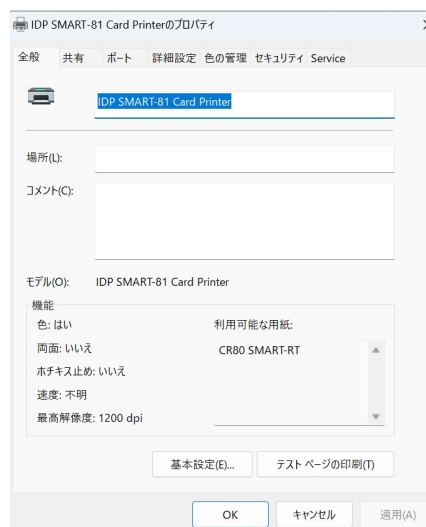 IDP SMART-81 Card Printerのプロパティ
全般 共有 ポート 詳細設定 色の管理 セキュリティ Service
IDP SMART-81 Card Printer
場所(L):
コメント(C):
モデル(O): IDP SMART-81 Card Printer
機能
色: はい
利用可能な用紙:
両面: いいえ
CR80 SMART-RT
ホチキス止め: いいえ
速度: 不明
最高解像度: 1200 dpi
基本設定(E)... テスト ページの印刷(T)
OK キャンセル 適用(A)